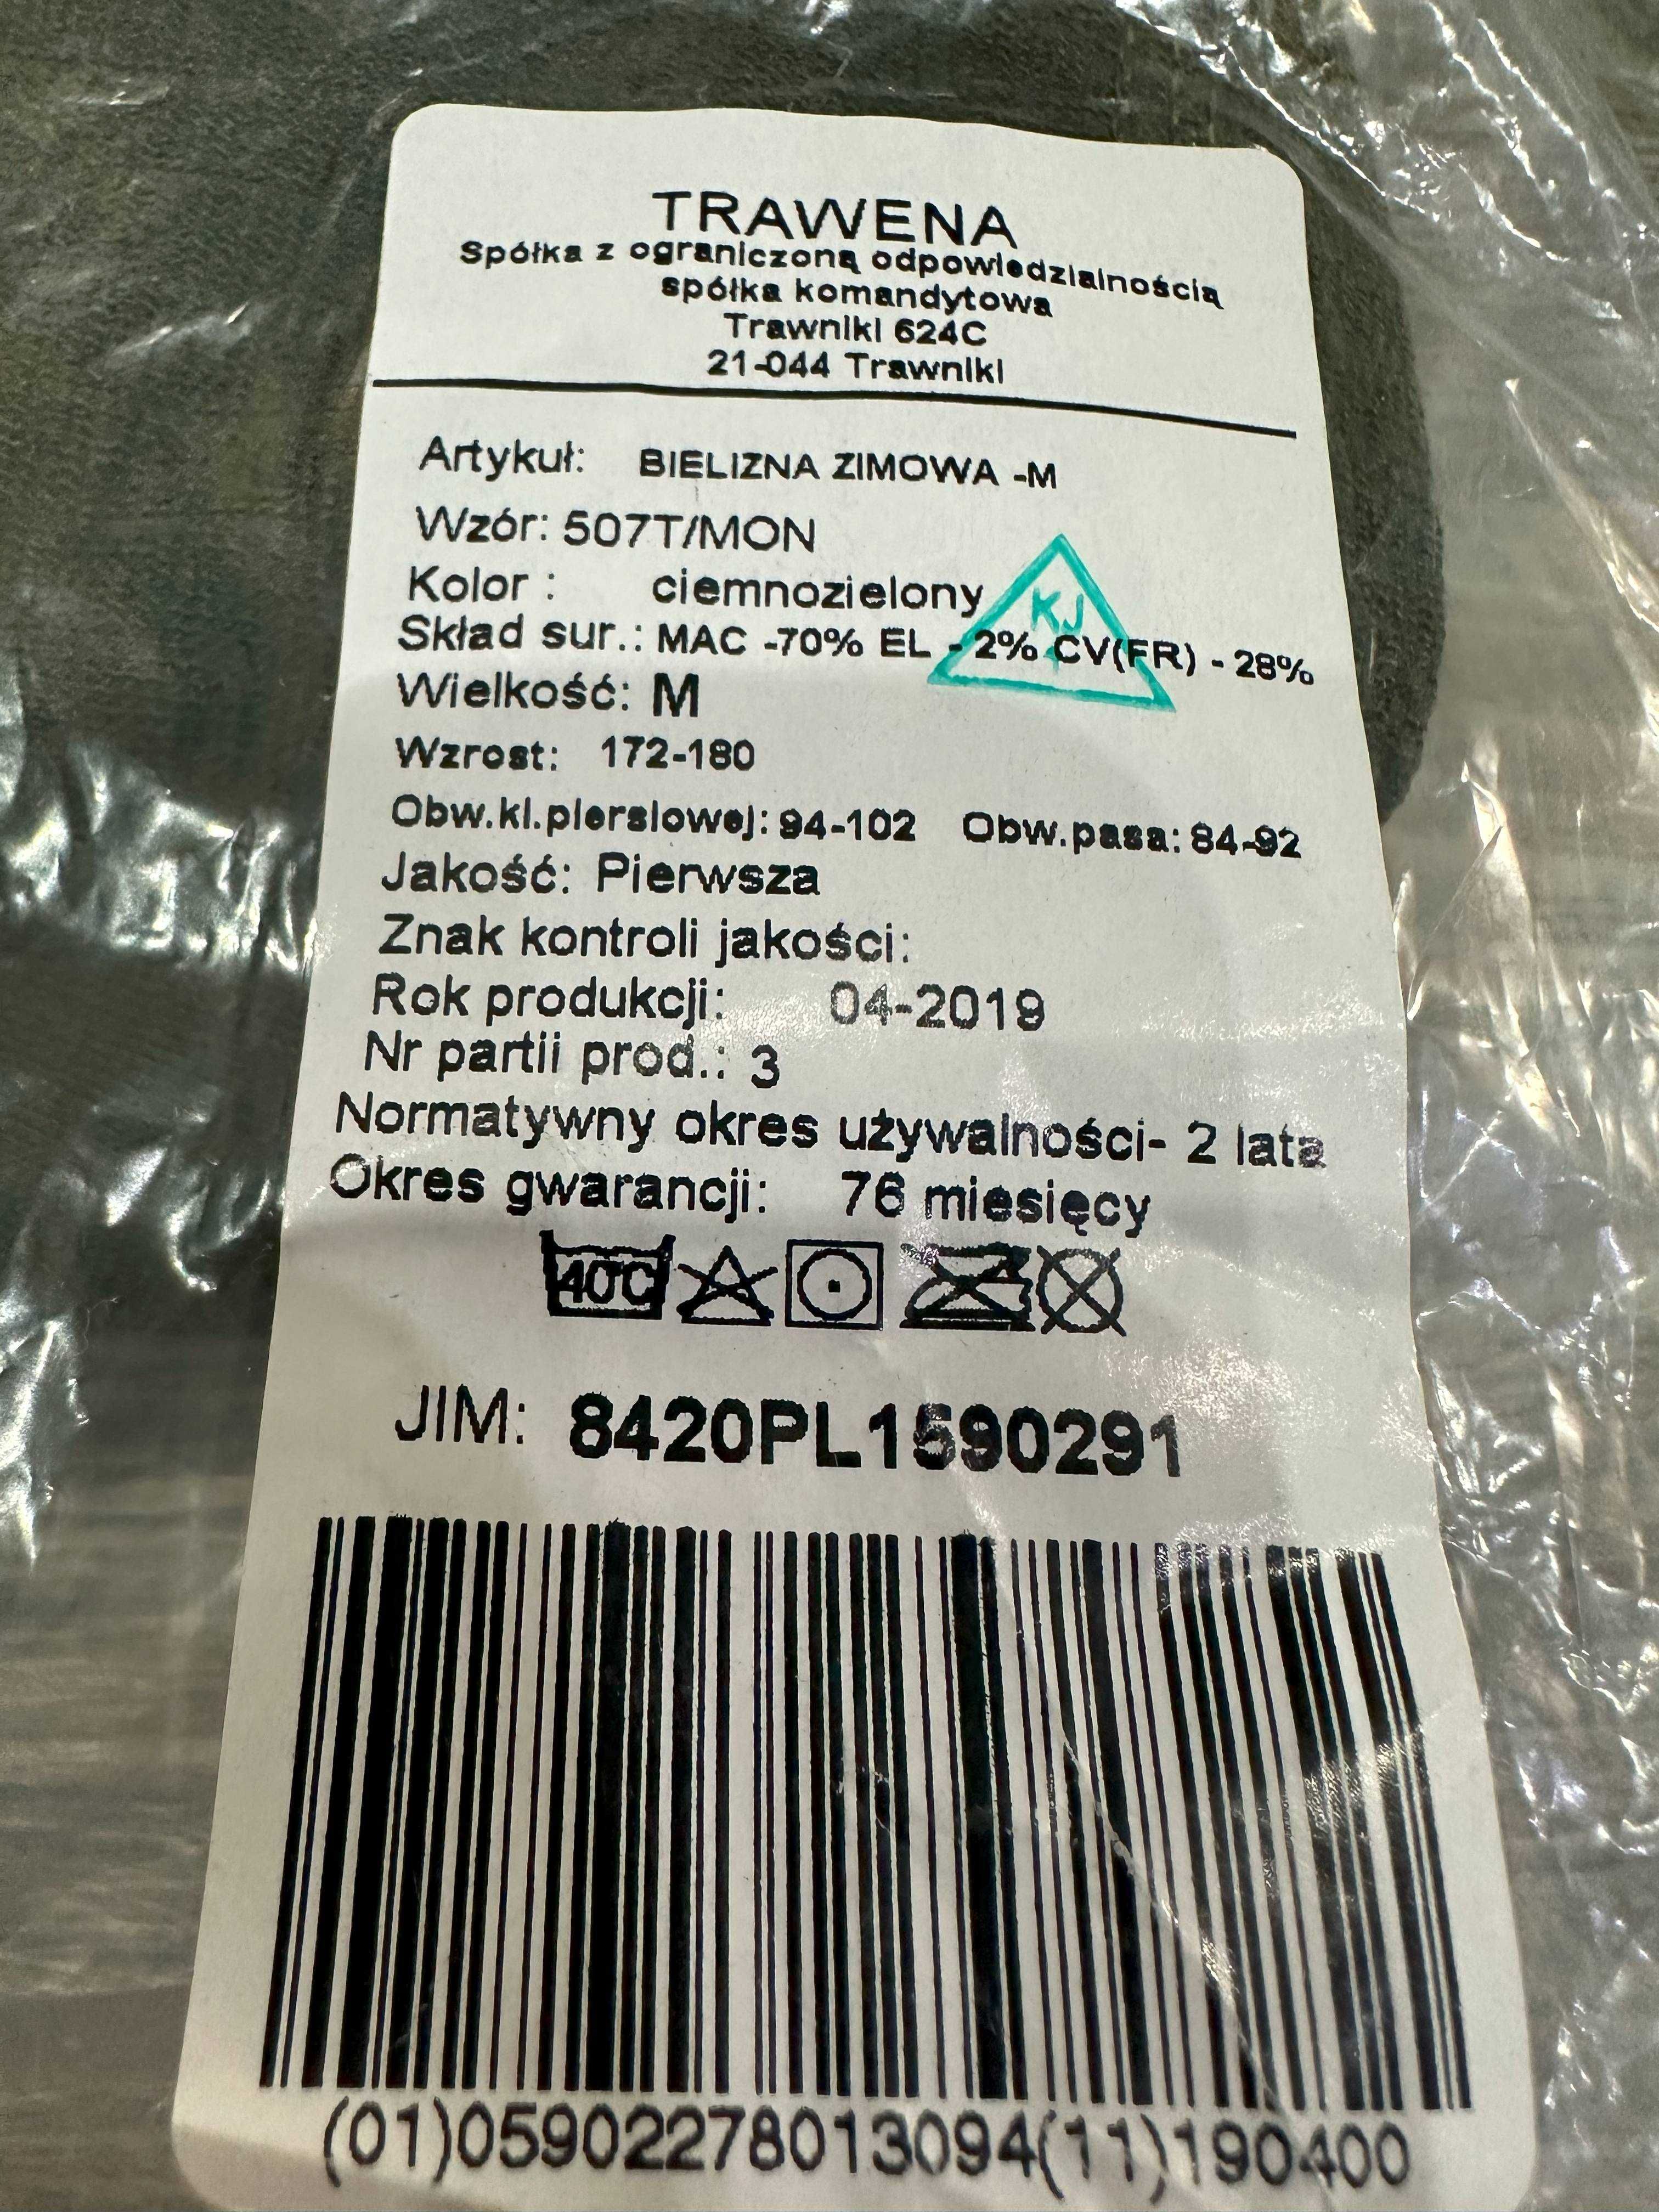 TRAWENA
Spółka z ograniczoną odpowiedzialnością
spółka komandytowa
Trawniki 624C
21-044 Trawniki
Artykuł: BIELIZNA ZIMOWA -M
Wzór: 507T/MON
Kolor : ciemnozielony
KJ
Skład sur.: MAC -70% EL - 2% CV(FR) - 28%
Wielkość: M
Wzrost: 172-180
Obw.kl.piersiowej: 94-102 Obw.pasa: 84-92
Jakość: Pierwsza
Znak kontroli jakości:
Rok produkcji: 04-2019
Nr partii prod.: 3
Normatywny okres używalności- 2 lata
Okres gwarancji: 76 miesięcy
40°C
JIM: 8420PL1590291
(01)05902278013094(11)190400